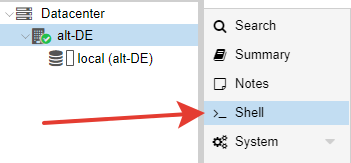 Datacenter
alt-DE
local (alt-DE)
Search
Summary
Notes
Shell
System